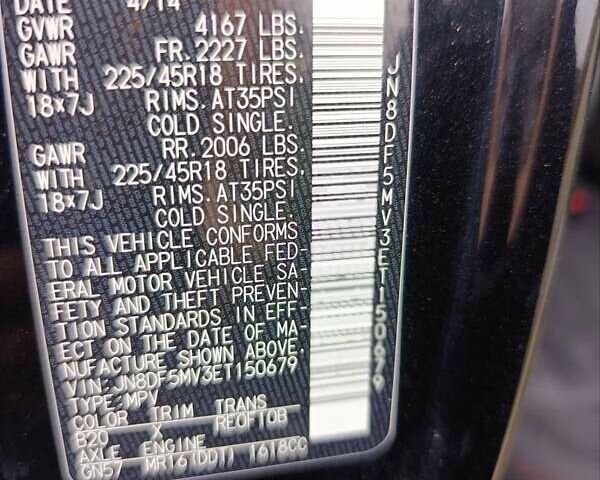 DATE 4/14
GVWR 4167 LBS.
GAWR FR. 2227 LBS.
WITH 225/45R18 TIRES.
18x7J RIMS. AT35PSI
COLD SINGLE.
GAWR RR. 2006 LBS.
WITH 225/45R18 TIRES.
18x7J RIMS. AT35PSI
COLD SINGLE.
THIS VEHICLE CONFORMS
TO ALL APPLICABLE FED-
ERAL MOTOR VEHICLE SA-
FETY AND THEFT PREVEN-
TION STANDARDS IN EFF-
ECT ON THE DATE OF MA-
NUFACTURE SHOWN ABOVE.
VIN: JN8DF5MV3ET150679
TYPE: MPV
COLOR TRIM TRANS
B20 X RE0F10B
AXLE ENGINE
GN57 MR16(DDT) 1618CC
JN8DF5MV3ET150679